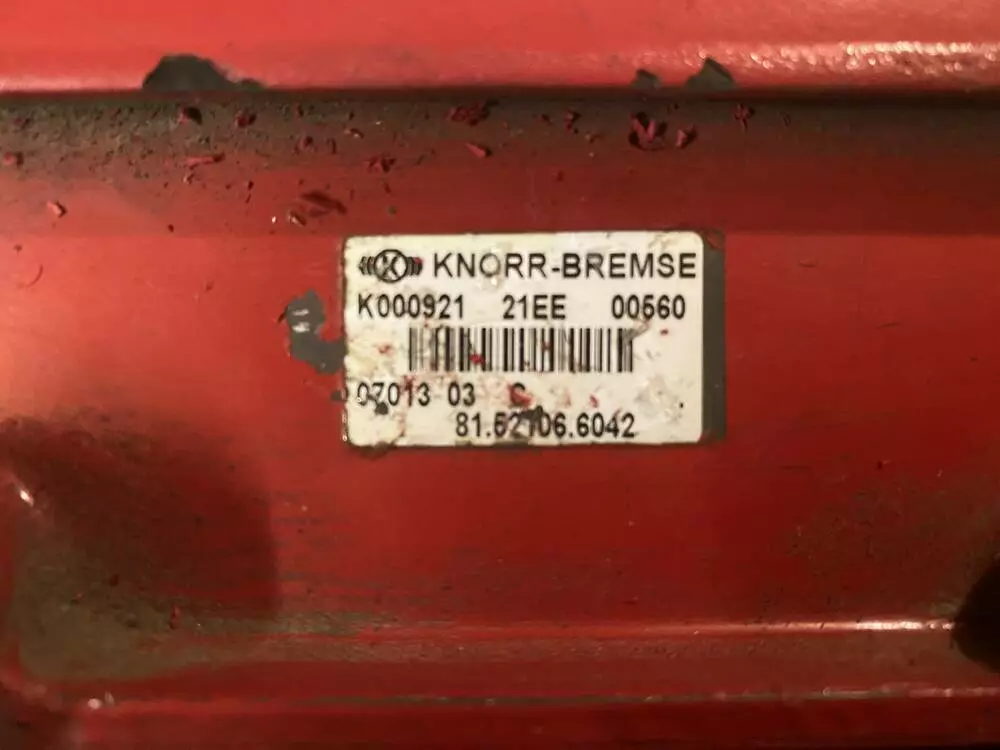 K KNORR-BREMSE
K000921 21EE 00560
07013 03 C
81.52106.6042